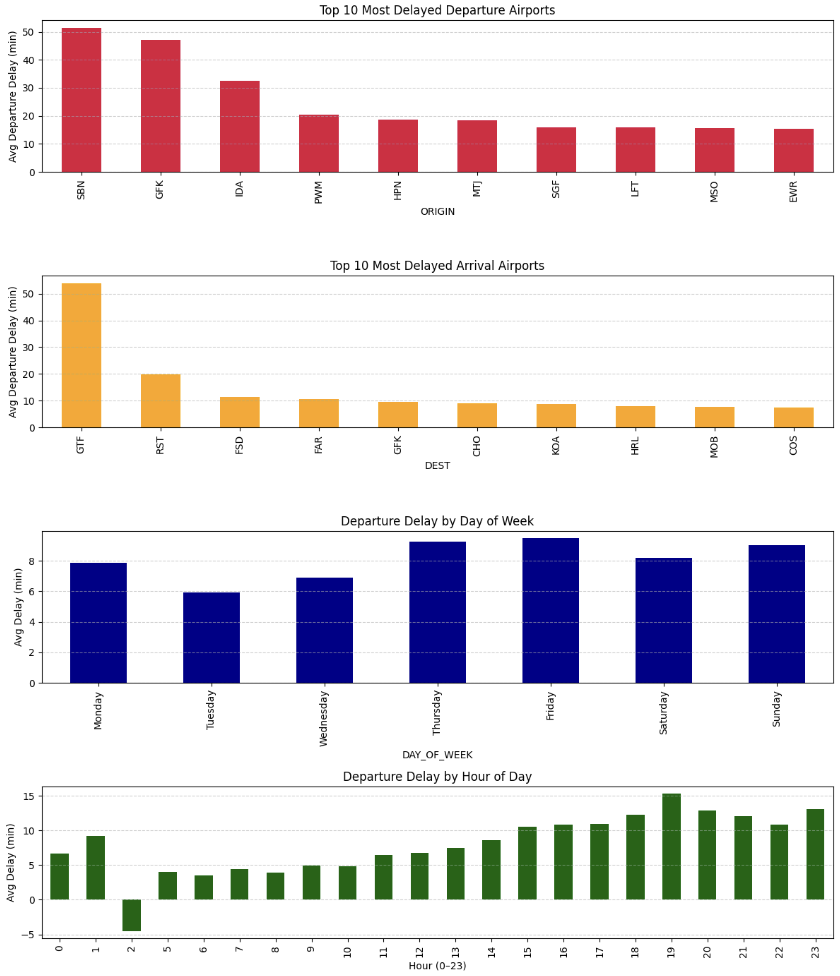 Top 10 Most Delayed Departure Airports
Avg Departure Delay (min)
50
40
30
20
10
0
SBN GFK IDA PWM HPN MTJ SGF LFT MSO EWR
ORIGIN
Top 10 Most Delayed Arrival Airports
Avg Departure Delay (min)
50
40
30
20
10
0
GTF RST FSD FAR GFK CHO KOA HRL MOB COS
DEST
Departure Delay by Day of Week
Avg Delay (min)
8
6
4
2
0
Monday Tuesday Wednesday Thursday Friday Saturday Sunday
DAY_OF_WEEK
Departure Delay by Hour of Day
Avg Delay (min)
15
10
5
0
−5
0 1 2 5 6 7 8 9 10 11 12 13 14 15 16 17 18 19 20 21 22 23
Hour (0–23)